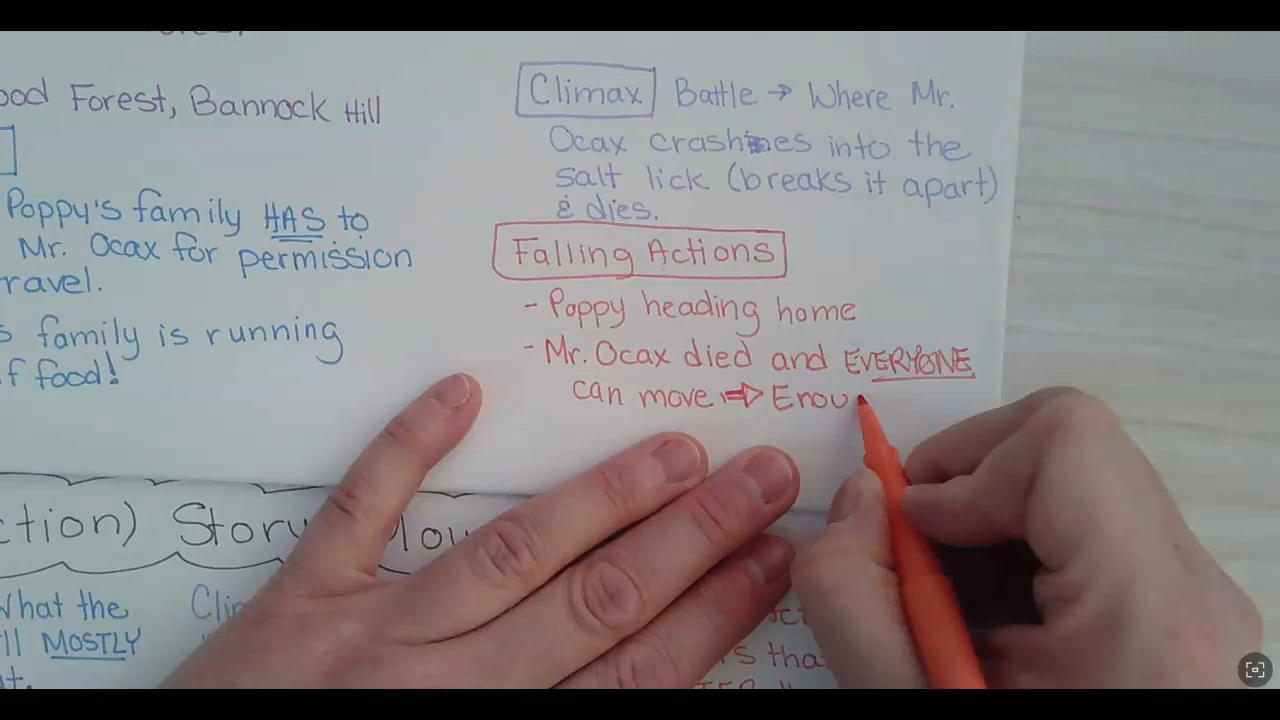 ood Forest, Bannock Hill
Poppy's family HAS to
Mr. Ocax for permission
ravel.
s family is running
f food!
Climax Battle → Where Mr.
Ocax crashes into the
salt lick (breaks it apart)
& dies.
Falling Actions
- Poppy heading home
- Mr. Ocax died and EVERYONE
can move ⇒ Enou
ction) Story
What the
ll MOSTLY
t.
s tha